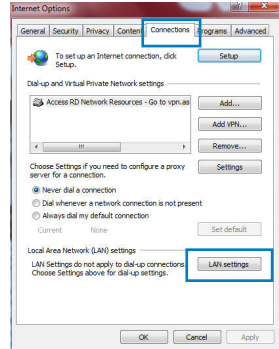 Internet Options
General Security Privacy Content Connections Programs Advanced
To set up an Internet connection, click Setup.
Setup
Dial-up and Virtual Private Network settings
Access RD Network Resources - Go to vpn.as
Add...
Add VPN...
Remove...
Choose Settings if you need to configure a proxy
server for a connection.
Settings
Never dial a connection
Dial whenever a network connection is not present
Always dial my default connection
Current None
Set default
Local Area Network (LAN) settings
LAN Settings do not apply to dial-up connections.
Choose Settings above for dial-up settings.
LAN settings
OK Cancel Apply